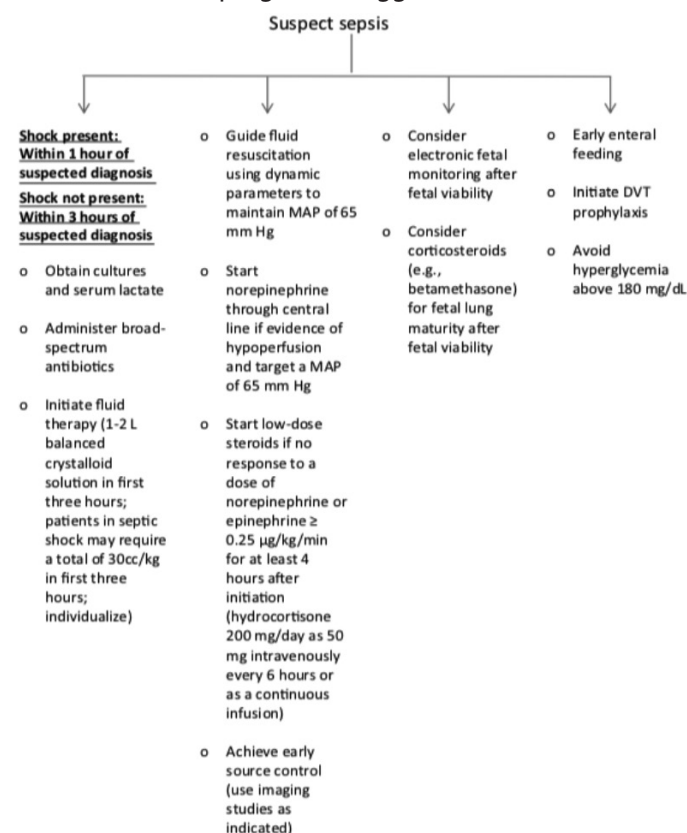 Suspect sepsis
Shock present:
Within 1 hour of
suspected diagnosis
Shock not present:
Within 3 hours of
suspected diagnosis
o Obtain cultures
and serum lactate
o Administer broad-
spectrum
antibiotics
o Initiate fluid
therapy (1-2 L
balanced
crystalloid
solution in first
three hours;
patients in septic
shock may require
a total of 30cc/kg
in first three
hours;
individualize)
o Guide fluid
resuscitation
using dynamic
parameters to
maintain MAP of 65
mm Hg
o Start
norepinephrine
through central
line if evidence of
hypoperfusion
and target a MAP
of 65 mm Hg
o Start low-dose
steroids if no
response to a
dose of
norepinephrine or
epinephrine ≥
0.25 µg/kg/min
for at least 4
hours after
initiation
(hydrocortisone
200 mg/day as 50
mg intravenously
every 6 hours or
as a continuous
infusion)
o Achieve early
source control
(use imaging
studies as
indicated)
o Consider
electronic fetal
monitoring after
fetal viability
o Consider
corticosteroids
(e.g.,
betamethasone)
for fetal lung
maturity after
fetal viability
o Early enteral
feeding
o Initiate DVT
prophylaxis
o Avoid
hyperglycemia
above 180 mg/dL